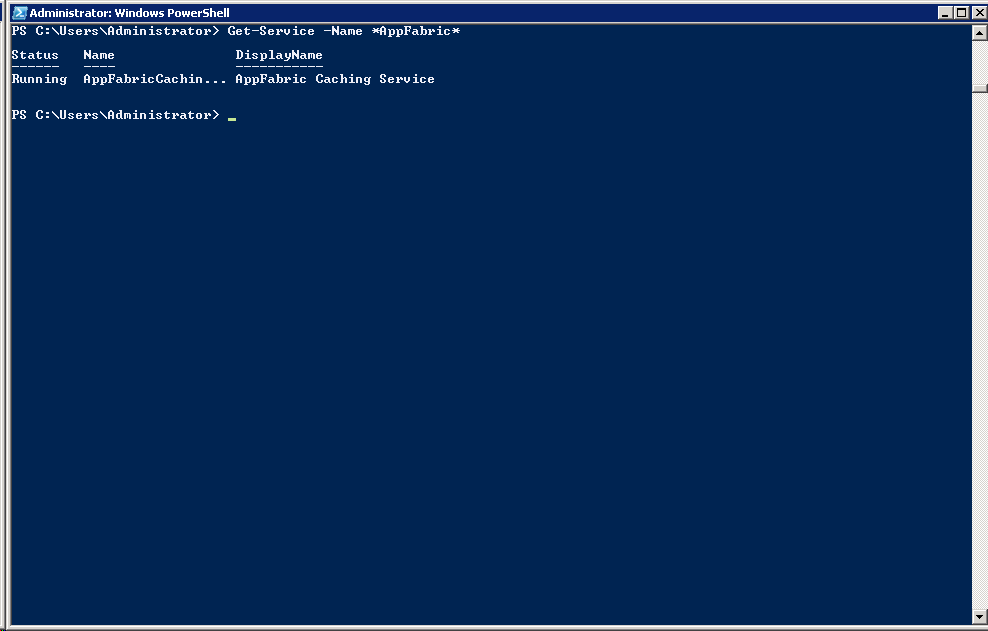 Administrator: Windows PowerShell
PS C:\Users\Administrator> Get-Service -Name *AppFabric*
Status   Name               DisplayName
------   ----               -----------
Running  AppFabricCachin... AppFabric Caching Service
PS C:\Users\Administrator>